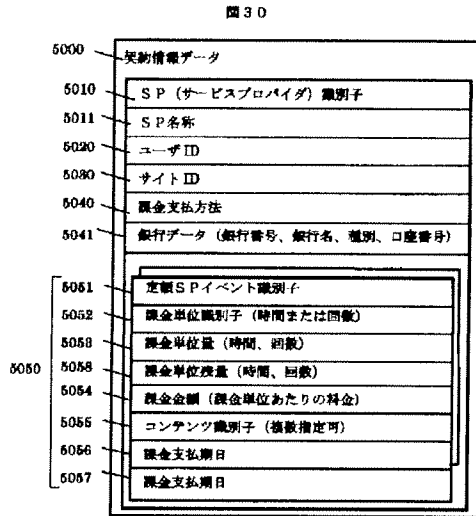 図30
5000 契約情報データ
5010 SP(サービスプロバイダ)識別子
5011 SP名称
5020 ユーザID
5030 サイトID
5040 課金支払方法
5041 銀行データ(銀行番号、銀行名、種別、口座番号)
5050
5051 定額SPイベント識別子
5052 課金単位識別子(時間または回数)
5053 課金単位量(時間、回数)
5058 課金単位残量(時間、回数)
5054 課金金額(課金単位あたりの料金)
5055 コンテンツ識別子(複数指定可)
5056 課金支払期日
5057 課金支払期日